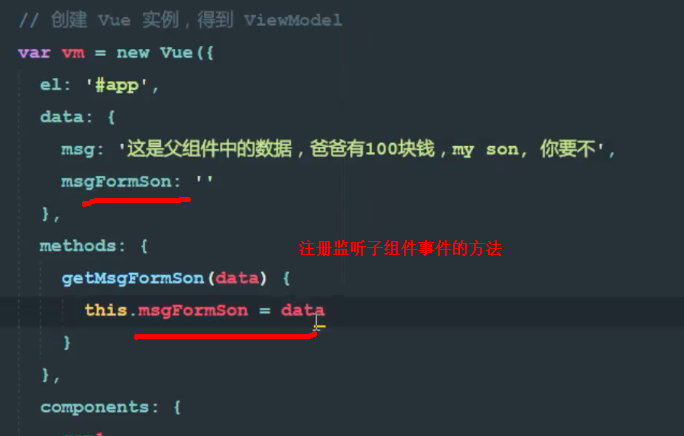 // 创建 Vue 实例，得到 ViewModel
var vm = new Vue({
el: '#app',
data: {
msg: '这是父组件中的数据，爸爸有100块钱，my son, 你要不',
msgFormSon: ''
},
methods: {
注册监听子组件事件的方法
getMsgFormSon(data) {
this.msgFormSon = data
}
},
components: {